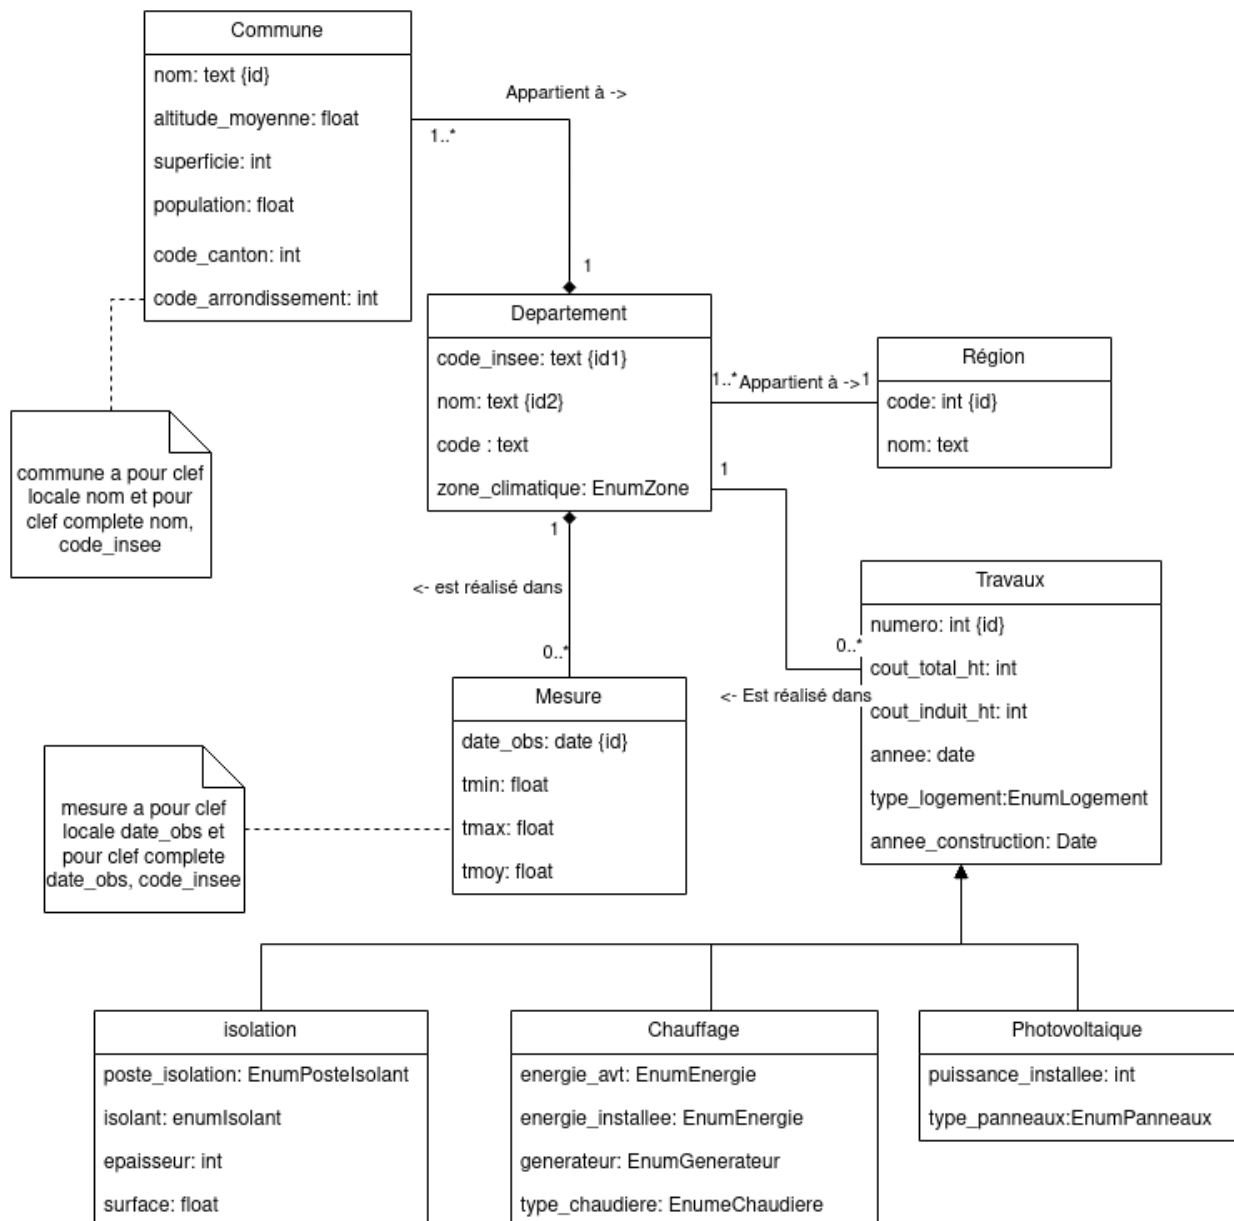 Commune
nom: text {id}
altitude_moyenne: float
superficie: int
population: float
code_canton: int
code_arrondissement: int
Appartient à ->
1..*
1
commune a pour clef
locale nom et pour
clef complete nom,
code_insee
Departement
code_insee: text {id1}
nom: text {id2}
code : text
zone_climatique: EnumZone
1..*
Appartient à ->
1
Région
code: int {id}
nom: text
1
1
<- est réalisé dans
0..*
0..*
<- Est réalisé dans
Travaux
numero: int {id}
cout_total_ht: int
cout_induit_ht: int
annee: date
type_logement:EnumLogement
annee_construction: Date
Mesure
date_obs: date {id}
tmin: float
tmax: float
tmoy: float
mesure a pour clef
locale date_obs et
pour clef complete
date_obs, code_insee
isolation
poste_isolation: EnumPosteIsolant
isolant: enumIsolant
epaisseur: int
surface: float
Chauffage
energie_avt: EnumEnergie
energie_installee: EnumEnergie
generateur: EnumGenerateur
type_chaudiere: EnumeChaudiere
Photovoltaique
puissance_installee: int
type_panneaux:EnumPanneaux